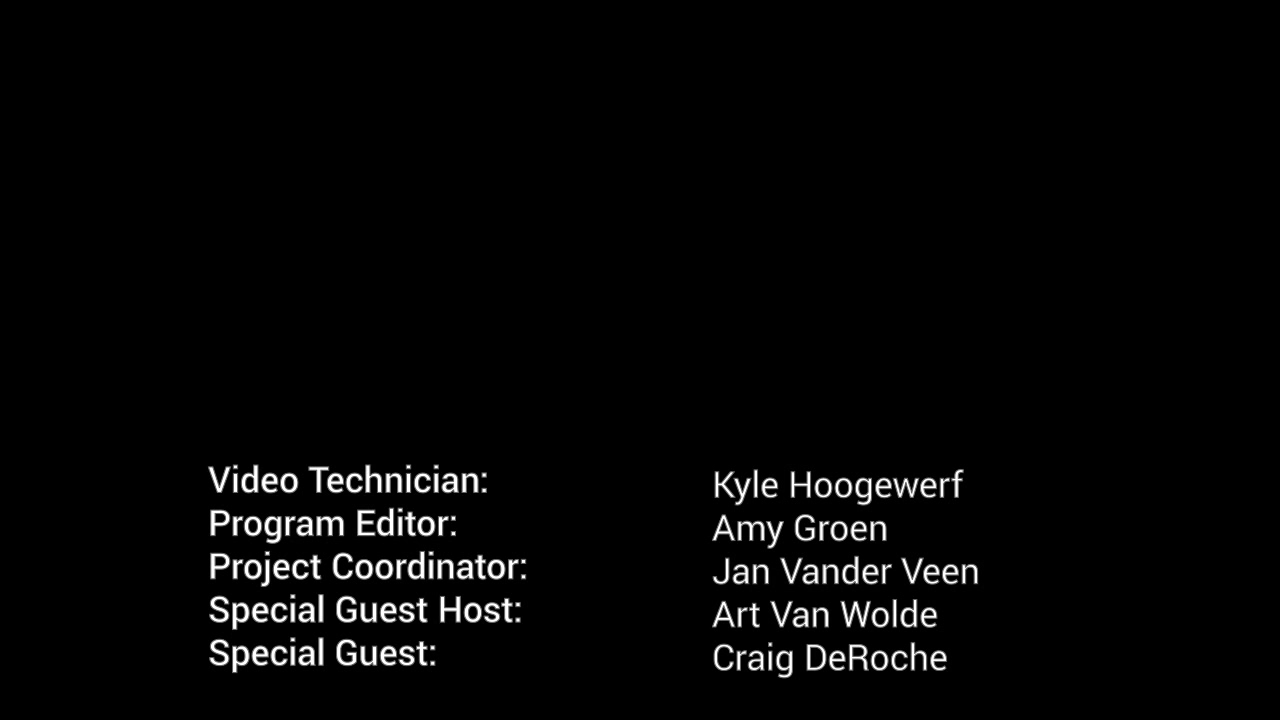 Video Technician: Kyle Hoogewerf
Program Editor: Amy Groen
Project Coordinator: Jan Vander Veen
Special Guest Host: Art Van Wolde
Special Guest: Craig DeRoche